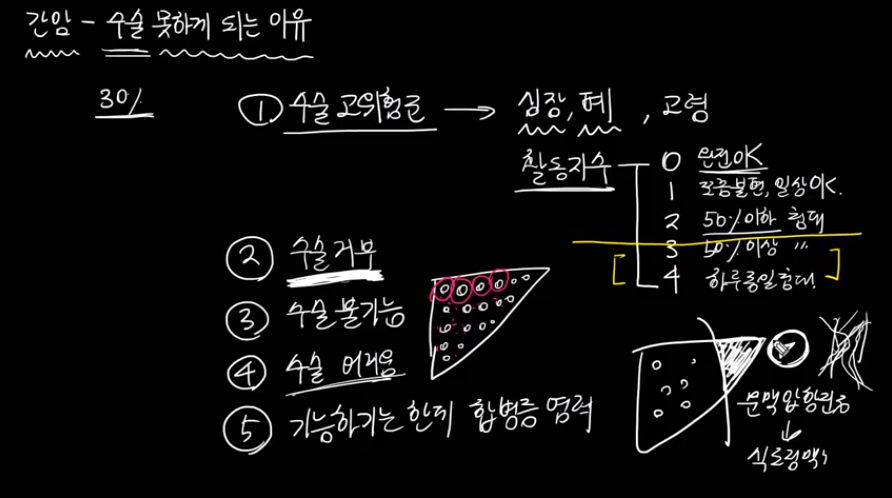 간암 - 수술 못하게 되는 이유
30%
① 수술 고위험군 → 심장, 폐, 고령
활동지수
0 완전OK
1 조금불편, 일상OK.
2 50%이하 침대
3 50%이상 〃
4 하루종일침대.
② 수술거부
③ 수술 불가능
④ 수술 어려움
⑤ 가능하기는 한데 합병증 염려
문맥압항진증
↓
식도정맥